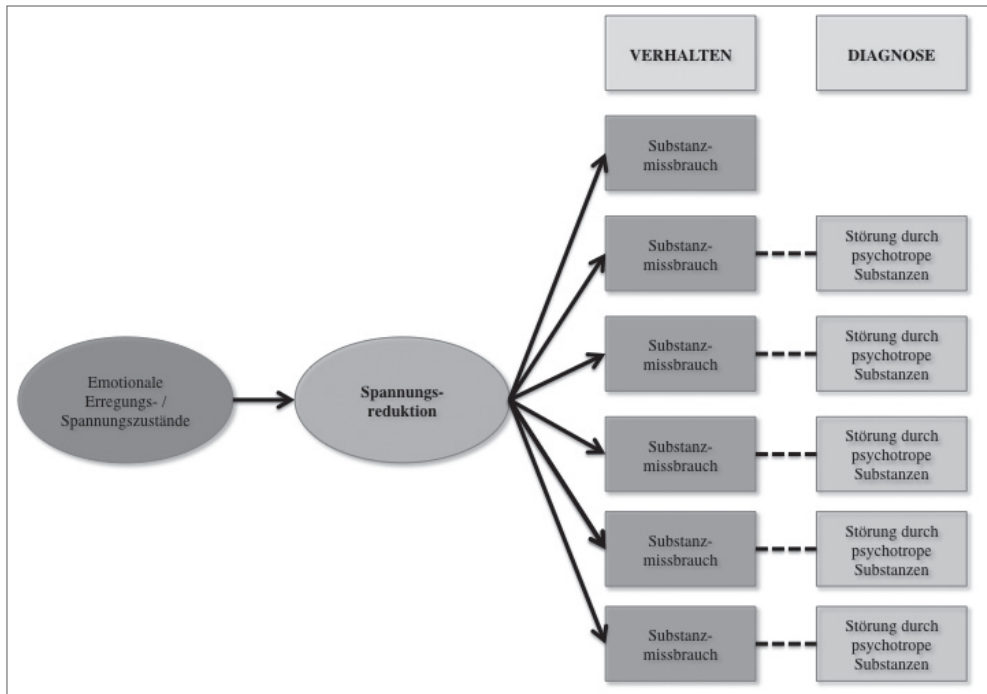 VERHALTEN
DIAGNOSE
Substanz-
missbrauch
Substanz-
missbrauch
Störung durch
psychotrope
Substanzen
Substanz-
missbrauch
Störung durch
psychotrope
Substanzen
Emotionale
Erregungs- /
Spannungszustände
Spannungs-
reduktion
Substanz-
missbrauch
Störung durch
psychotrope
Substanzen
Substanz-
missbrauch
Störung durch
psychotrope
Substanzen
Substanz-
missbrauch
Störung durch
psychotrope
Substanzen